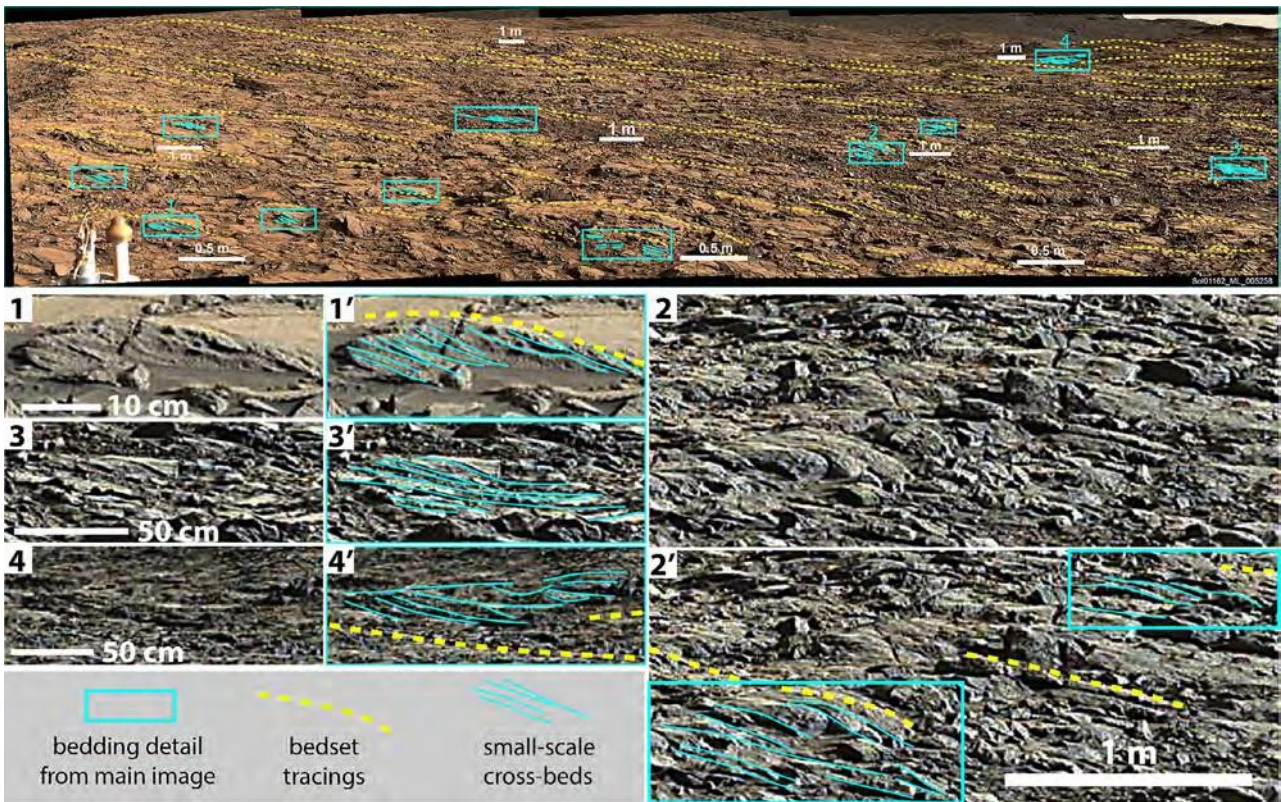 1 m
1 m
4
1 m
2
1 m
1 m
1 m
3
1
0.5 m
0.5 m
0.5 m
Sol01162_ML_005258
1
1'
2
10 cm
3
3'
50 cm
4
4'
2'
50 cm
1 m
bedding detail
from main image
bedset
tracings
small-scale
cross-beds